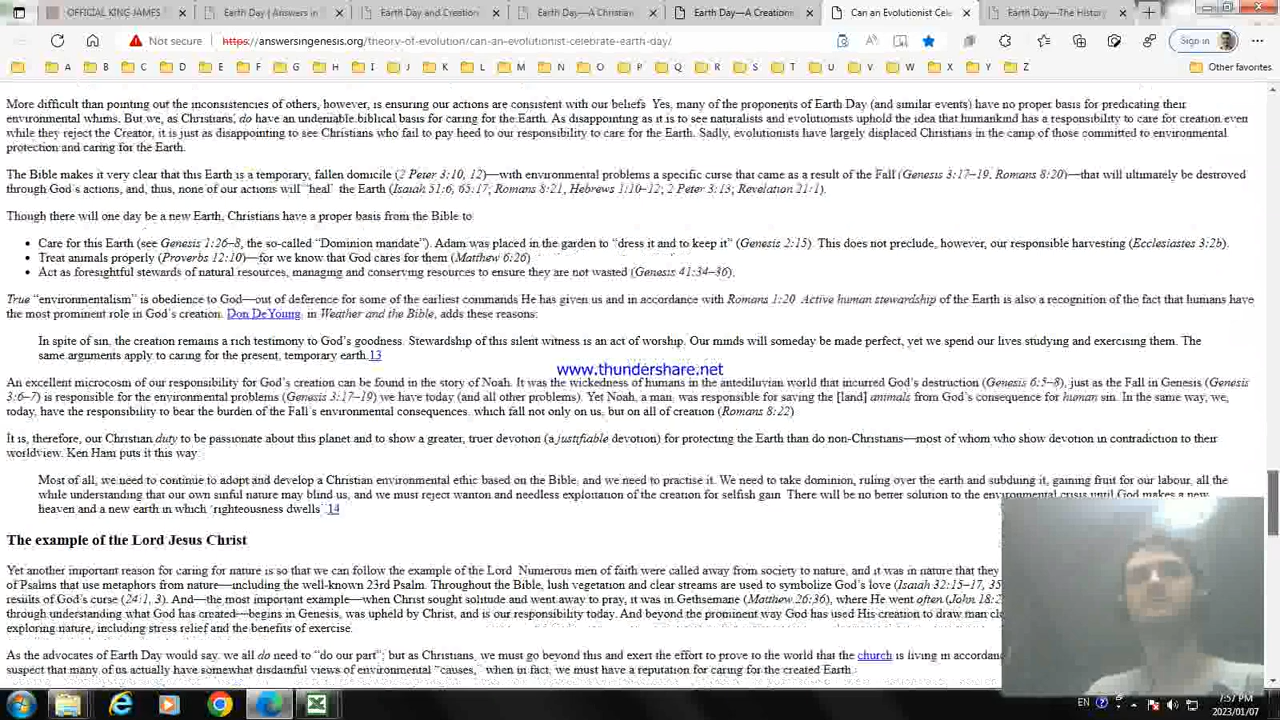 OFFICIAL KING JAMES
Earth Day | Answers in
Earth Day and Creation
Earth Day—A Christian
Earth Day—A Creation
Can an Evolutionist Cele
Earth Day—The History
Not secure
https://answersingenesis.org/theory-of-evolution/can-an-evolutionist-celebrate-earth-day/
Sign in
A B C D E F G H I J K L M N O P Q R S T U V W X Y Z Other favorites
More difficult than pointing out the inconsistencies of others, however, is ensuring our actions are consistent with our beliefs. Yes, many of the proponents of Earth Day (and similar events) have no proper basis for predicating their
environmental whims. But we, as Christians, do have an undeniable biblical basis for caring for the Earth. As disappointing as it is to see naturalists and evolutionists uphold the idea that humankind has a responsibility to care for creation even
while they reject the Creator, it is just as disappointing to see Christians who fail to pay heed to our responsibility to care for the Earth. Sadly, evolutionists have largely displaced Christians in the camp of those committed to environmental
protection and caring for the Earth.
The Bible makes it very clear that this Earth is a temporary, fallen domicile (2 Peter 3:10, 12)—with environmental problems a specific curse that came as a result of the Fall (Genesis 3:17–19, Romans 8:20)—that will ultimately be destroyed
through God's actions, and, thus, none of our actions will "heal" the Earth (Isaiah 51:6, 65:17; Romans 8:21, Hebrews 1:10–12; 2 Peter 3:13; Revelation 21:1).
Though there will one day be a new Earth, Christians have a proper basis from the Bible to
• Care for this Earth (see Genesis 1:26–8, the so-called "Dominion mandate"). Adam was placed in the garden to "dress it and to keep it" (Genesis 2:15). This does not preclude, however, our responsible harvesting (Ecclesiastes 3:2b).
• Treat animals properly (Proverbs 12:10)—for we know that God cares for them (Matthew 6:26)
• Act as foresightful stewards of natural resources, managing and conserving resources to ensure they are not wasted (Genesis 41:34–36).
True "environmentalism" is obedience to God—out of deference for some of the earliest commands He has given us and in accordance with Romans 1:20. Active human stewardship of the Earth is also a recognition of the fact that humans have
the most prominent role in God's creation. Don DeYoung, in Weather and the Bible, adds these reasons:
In spite of sin, the creation remains a rich testimony to God's goodness. Stewardship of this silent witness is an act of worship. Our minds will someday be made perfect, yet we spend our lives studying and exercising them. The
same arguments apply to caring for the present, temporary earth.13
www.thundershare.net
An excellent microcosm of our responsibility for God's creation can be found in the story of Noah. It was the wickedness of humans in the antediluvian world that incurred God's destruction (Genesis 6:5–8), just as the Fall in Genesis (Genesis
3:6–7) is responsible for the environmental problems (Genesis 3:17–19) we have today (and all other problems). Yet Noah, a man, was responsible for saving the [land] animals from God's consequence for human sin. In the same way, we,
today, have the responsibility to bear the burden of the Fall's environmental consequences, which fall not only on us, but on all of creation (Romans 8:22)
It is, therefore, our Christian duty to be passionate about this planet and to show a greater, truer devotion (a justifiable devotion) for protecting the Earth than do non-Christians—most of whom who show devotion in contradiction to their
worldview. Ken Ham puts it this way:
Most of all, we need to continue to adopt and develop a Christian environmental ethic based on the Bible, and we need to practise it. We need to take dominion, ruling over the earth and subduing it, gaining fruit for our labour, all the
while understanding that our own sinful nature may blind us, and we must reject wanton and needless exploitation of the creation for selfish gain. There will be no better solution to the environmental crisis until God makes a new
heaven and a new earth in which 'righteousness dwells'.14
The example of the Lord Jesus Christ
Yet another important reason for caring for nature is so that we can follow the example of the Lord. Numerous men of faith were called away from society to nature, and it was in nature that they
of Psalms that use metaphors from nature—including the well-known 23rd Psalm. Throughout the Bible, lush vegetation and clear streams are used to symbolize God's love (Isaiah 32:15–17, 35
results of God's curse (24:1, 3). And—the most important example—when Christ sought solitude and went away to pray, it was in Gethsemane (Matthew 26:36), where He went often (John 18:2
through understanding what God has created—begins in Genesis, was upheld by Christ, and is our responsibility today. And beyond the prominent way God has used His creation to draw man clo
exploring nature, including stress relief and the benefits of exercise.
As the advocates of Earth Day would say, we all do need to "do our part"; but as Christians, we must go beyond this and exert the effort to prove to the world that the church is living in accordanc
suspect that many of us actually have somewhat disdainful views of environmental "causes," when in fact, we must have a reputation for caring for the created Earth
EN
7:57 PM
2023/01/07